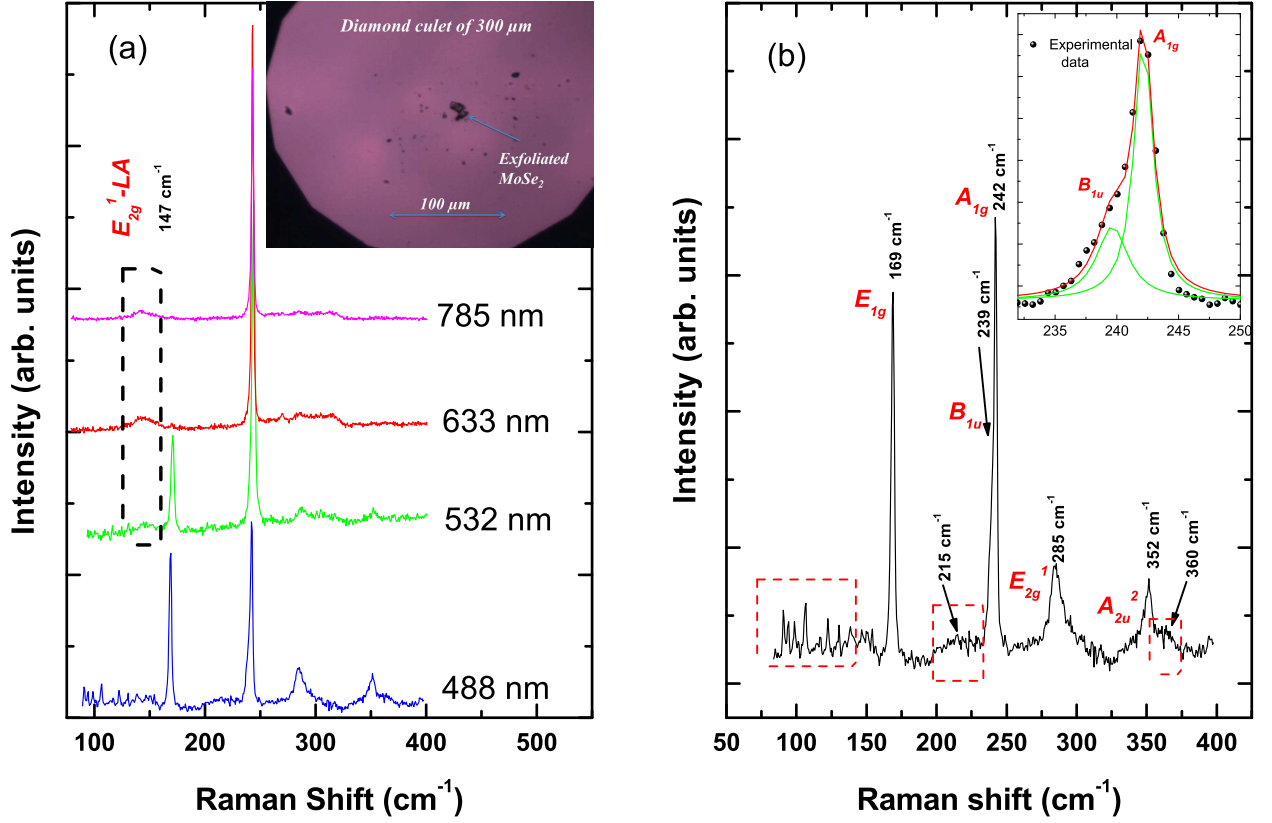 (a)
Diamond culet of 300 µm
Exfoliated
MoSe₂
100 µm
E₂g¹-LA
147 cm⁻¹
785 nm
633 nm
532 nm
488 nm
Intensity (arb. units)
100 200 300 400 500
Raman Shift (cm⁻¹)
(b)
Experimental
data
A₁g
B₁u
235 240 245 250
A₁g
242 cm⁻¹
E₁g
169 cm⁻¹
239 cm⁻¹
B₁u
215 cm⁻¹
E₂g¹
285 cm⁻¹
A₂u²
352 cm⁻¹
360 cm⁻¹
Intensity (arb. units)
50 100 150 200 250 300 350 400
Raman shift (cm⁻¹)